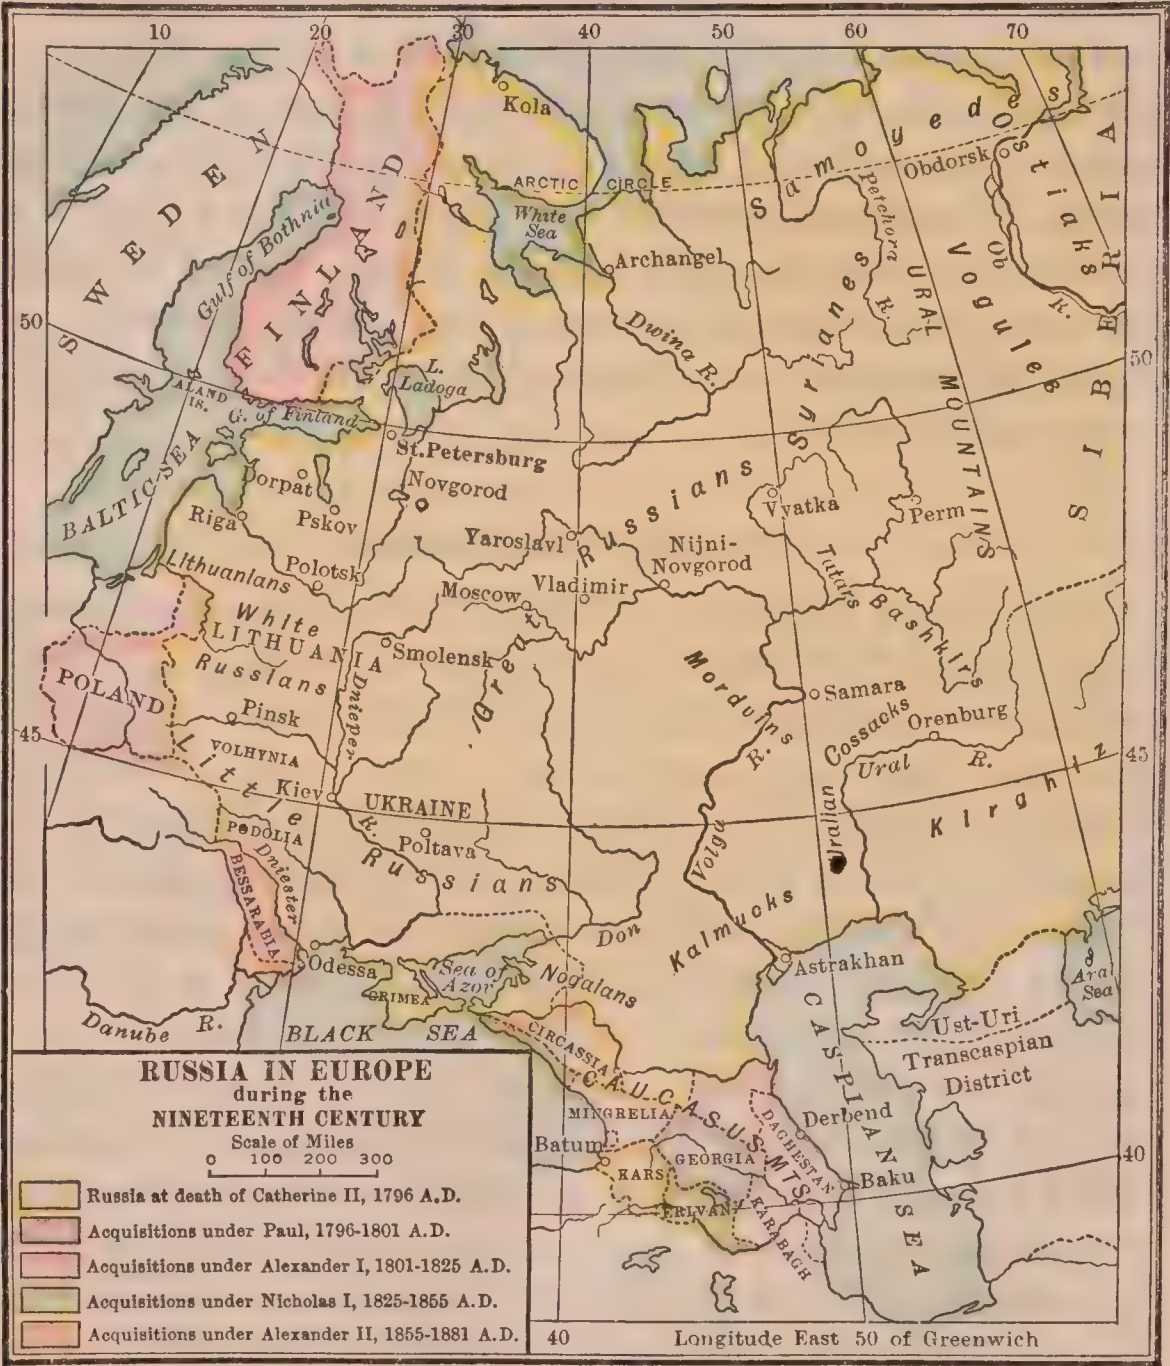 10 20 30 40 50 60 70
Kola
Samoyedes
Obdorsk
Ostiaks
SIBERIA
ARCTIC CIRCLE
SWEDEN
FINLAND
Gulf of Bothnia
White
Sea
Archangel
Petchora
R.
Ob
R.
Vogules
URAL
MOUNTAINS
Syrianes
50
50
Dwina R.
L.
Ladoga
ALAND
IS.
G. of Finland
BALTIC SEA
St. Petersburg
Dorpat
Novgorod
Riga
Pskov
Yaroslavl
Great Russians
Vyatka
Perm
Nijni-
Novgorod
Lithuanians
Polotsk
Moscow
Vladimir
Tatars
Bashkirs
White
LITHUANIA
Russians
Smolensk
POLAND
Pinsk
Dnieper
R.
Mordvins
Samara
Cossacks
Orenburg
45
45
VOLHYNIA
Little
Russians
R.
Ural R.
Kiev
UKRAINE
Uralian
Kirghiz
PODOLIA
Poltava
Volga
BESSARABIA
Dniester
Don
Kalmucks
Odessa
Sea of
Azov
Nogaians
Astrakhan
Ara
Sea
CRIMEA
Danube R.
BLACK SEA
CIRCASSIA
CASPIAN SEA
Ust-Uri
Transcaspian
District
CAUCASUS MTS
MINGRELIA
DAGHESTAN
Derbend
Batum
GEORGIA
40
KARS
Baku
ERIVAN
KARABAGH
RUSSIA IN EUROPE
during the
NINETEENTH CENTURY
Scale of Miles
0 100 200 300
Russia at death of Catherine II, 1796 A.D.
Acquisitions under Paul, 1796-1801 A.D.
Acquisitions under Alexander I, 1801-1825 A.D.
Acquisitions under Nicholas I, 1825-1855 A.D.
Acquisitions under Alexander II, 1855-1881 A.D.
40 Longitude East 50 of Greenwich